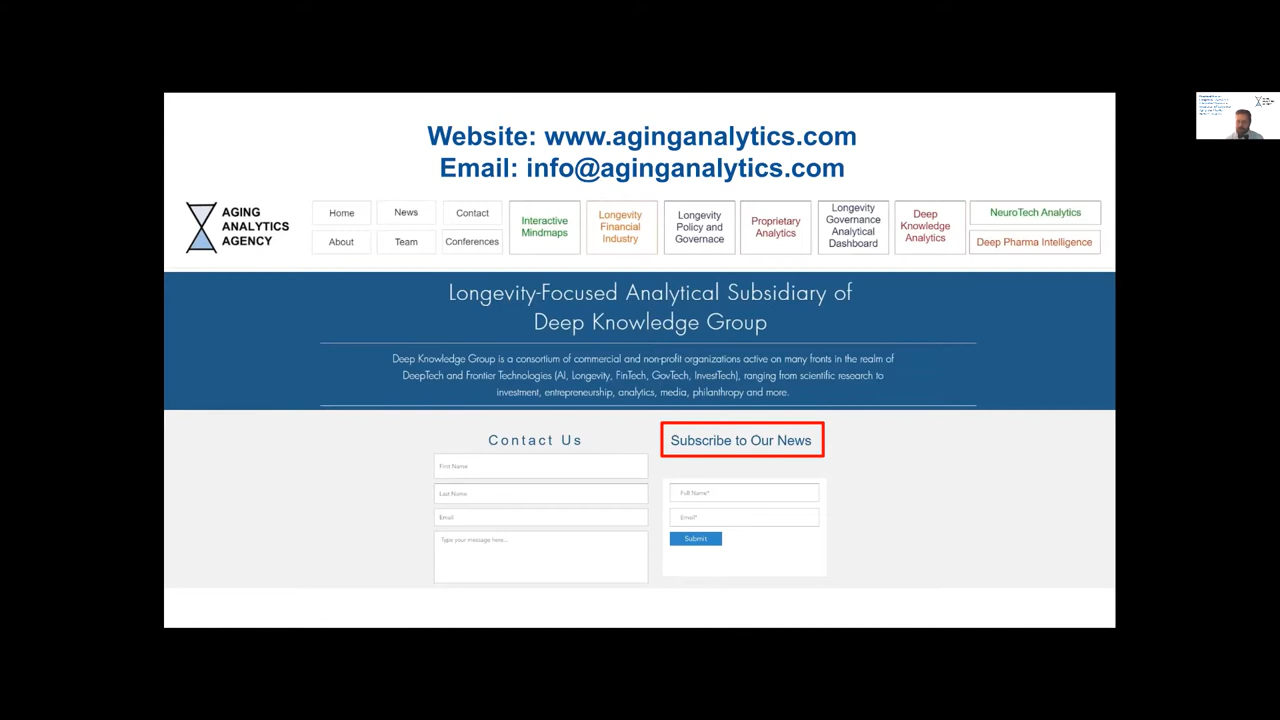 Website: www.aginganalytics.com
Email: info@aginganalytics.com
AGING
ANALYTICS
AGENCY
Home
News
Contact
About
Team
Conferences
Interactive
Mindmaps
Longevity
Financial
Industry
Longevity
Policy and
Governace
Proprietary
Analytics
Longevity
Governance
Analytical
Dashboard
Deep
Knowledge
Analytics
NeuroTech Analytics
Deep Pharma Intelligence
Longevity-Focused Analytical Subsidiary of
Deep Knowledge Group
Deep Knowledge Group is a consortium of commercial and non-profit organizations active on many fronts in the realm of
DeepTech and Frontier Technologies (AI, Longevity, FinTech, GovTech, InvestTech), ranging from scientific research to
investment, entrepreneurship, analytics, media, philanthropy and more.
Contact Us
First Name
Last Name
Email
Type your message here...
Subscribe to Our News
Full Name*
Email*
Submit